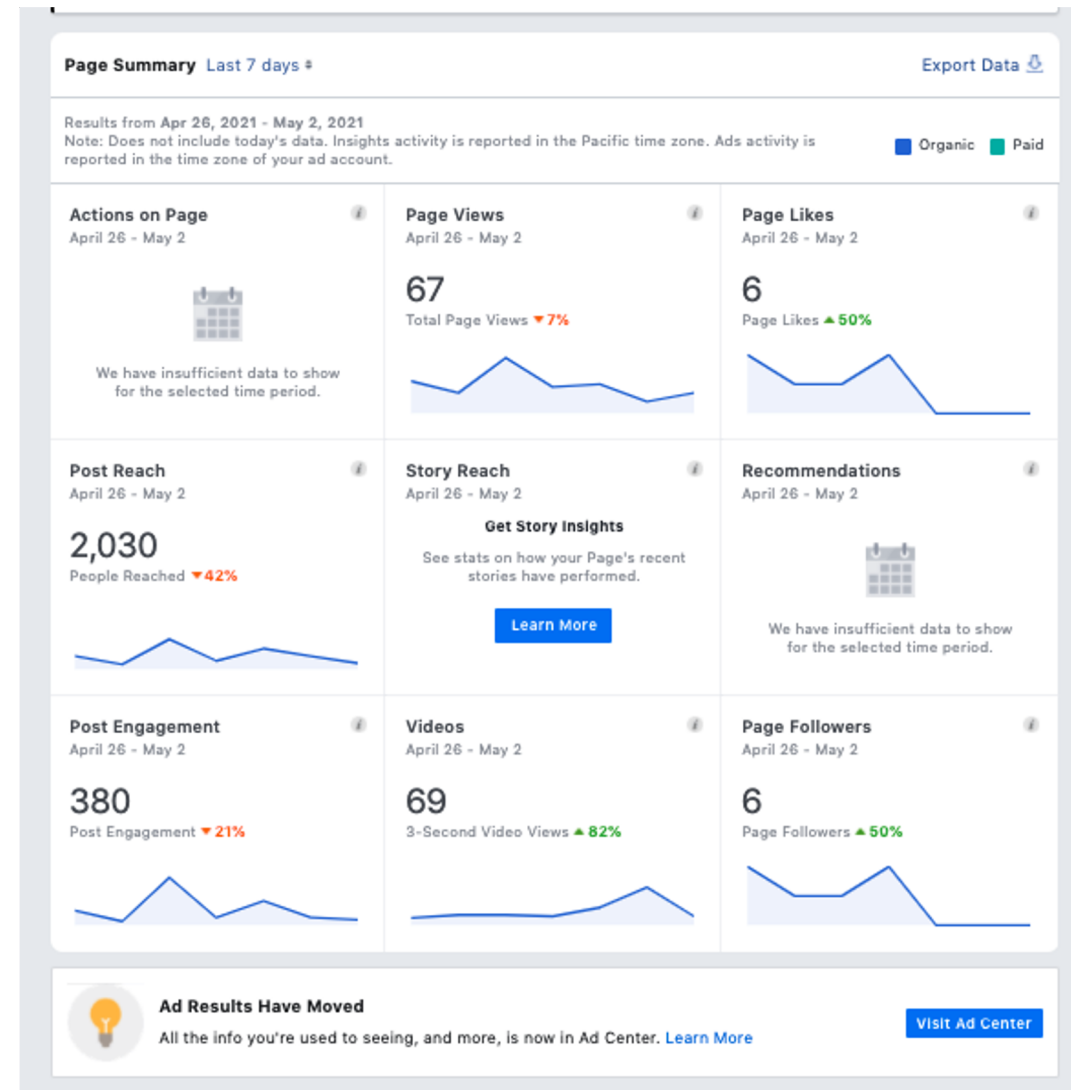 Page Summary Last 7 days
Export Data
Results from Apr 26, 2021 - May 2, 2021
Note: Does not include today's data. Insights activity is reported in the Pacific time zone. Ads activity is
reported in the time zone of your ad account.
Organic Paid
Actions on Page
April 26 - May 2
We have insufficient data to show
for the selected time period.
Page Views
April 26 - May 2
67
Total Page Views ▼7%
Page Likes
April 26 - May 2
6
Page Likes ▲50%
Post Reach
April 26 - May 2
2,030
People Reached ▼42%
Story Reach
April 26 - May 2
Get Story Insights
See stats on how your Page's recent
stories have performed.
Learn More
Recommendations
April 26 - May 2
We have insufficient data to show
for the selected time period.
Post Engagement
April 26 - May 2
380
Post Engagement ▼21%
Videos
April 26 - May 2
69
3-Second Video Views ▲82%
Page Followers
April 26 - May 2
6
Page Followers ▲50%
Ad Results Have Moved
All the info you're used to seeing, and more, is now in Ad Center. Learn More
Visit Ad Center